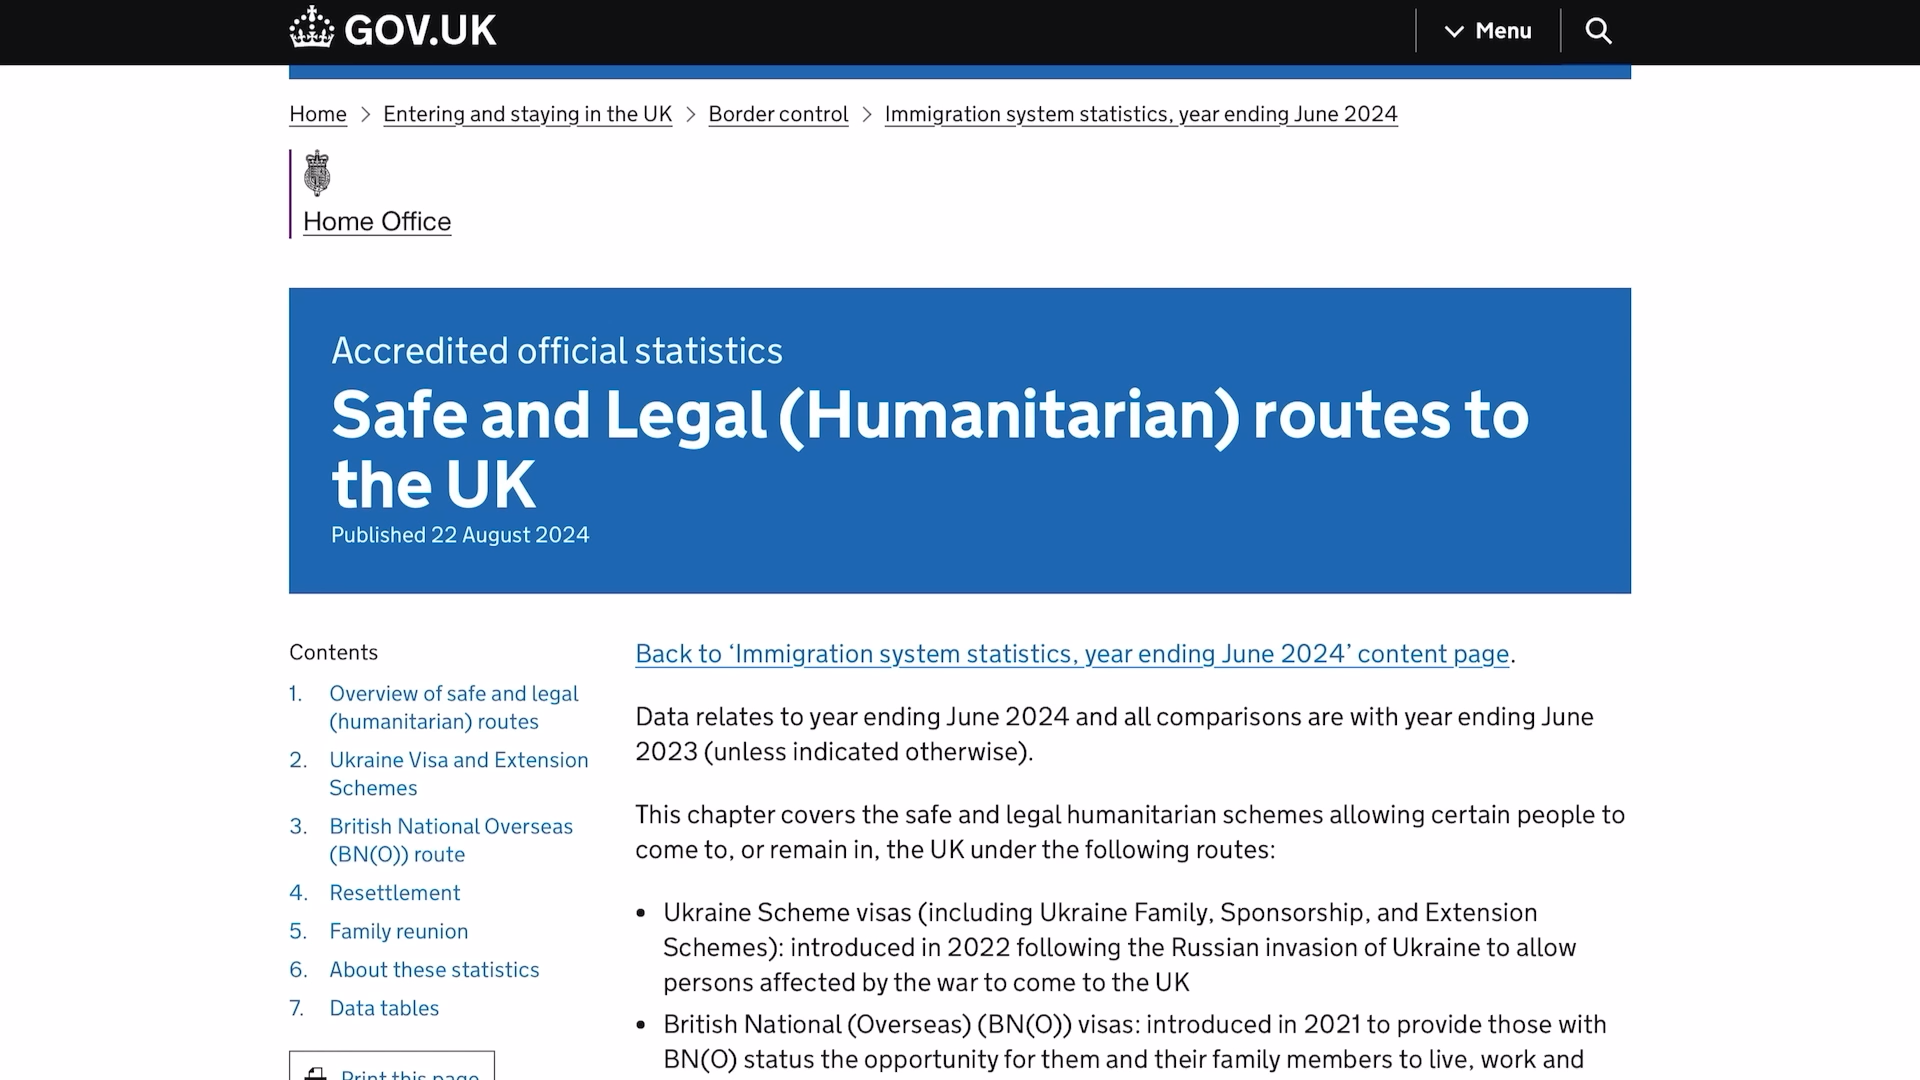 GOV.UK
Menu
Home > Entering and staying in the UK > Border control > Immigration system statistics, year ending June 2024
Home Office
Accredited official statistics
Safe and Legal (Humanitarian) routes to
the UK
Published 22 August 2024
Contents
1. Overview of safe and legal
(humanitarian) routes
2. Ukraine Visa and Extension
Schemes
3. British National Overseas
(BN(O)) route
4. Resettlement
5. Family reunion
6. About these statistics
7. Data tables
Print this page
Back to ‘Immigration system statistics, year ending June 2024’ content page.
Data relates to year ending June 2024 and all comparisons are with year ending June
2023 (unless indicated otherwise).
This chapter covers the safe and legal humanitarian schemes allowing certain people to
come to, or remain in, the UK under the following routes:
• Ukraine Scheme visas (including Ukraine Family, Sponsorship, and Extension
Schemes): introduced in 2022 following the Russian invasion of Ukraine to allow
persons affected by the war to come to the UK
• British National (Overseas) (BN(O)) visas: introduced in 2021 to provide those with
BN(O) status the opportunity for them and their family members to live, work and